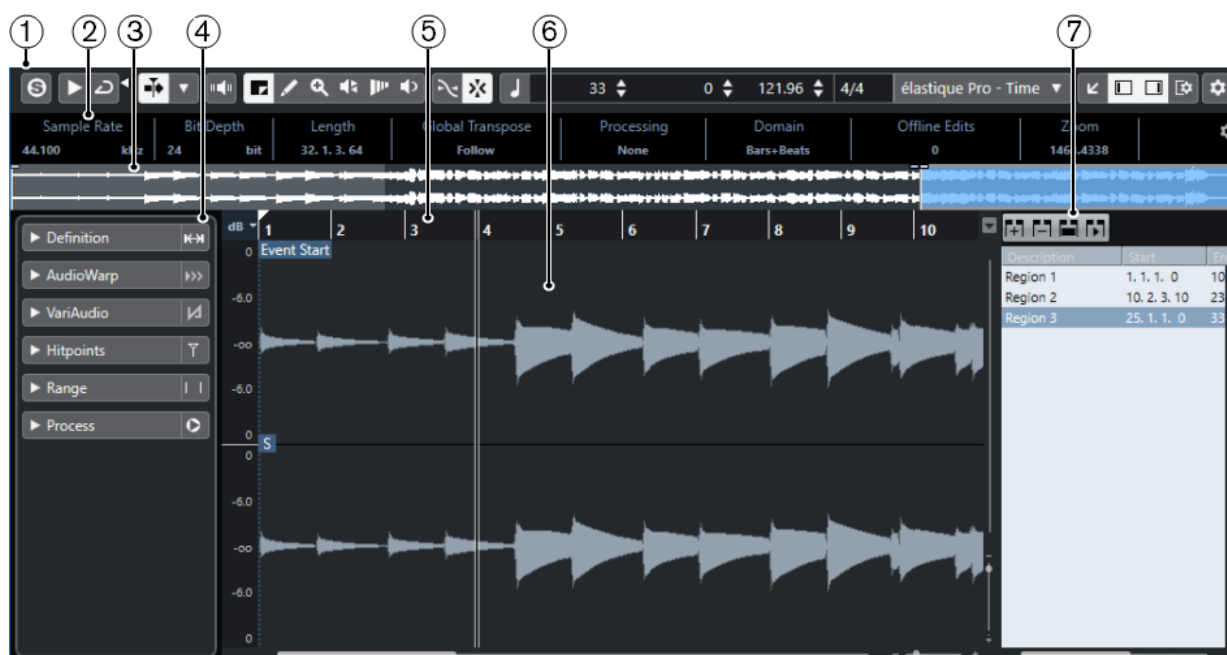 1 2 3 4 5 6 7
S 33 0 121.96 4/4 élastique Pro - Time
Sample Rate Bit Depth Length Global Transpose Processing Domain Offline Edits Zoom
44.100 kHz 24 bit 32. 1. 3. 64 Follow None Bars+Beats 0
dB 1 2 3 4 5 6 7 8 9 10
Definition
AudioWarp
VariAudio
Hitpoints
Range
Process
0 Event Start
-6.0
-∞
-6.0
0
S
0
-6.0
-∞
-6.0
0
Description Start En
Region 1 1. 1. 1. 0 10
Region 2 10. 2. 3. 10 23
Region 3 25. 1. 1. 0 33